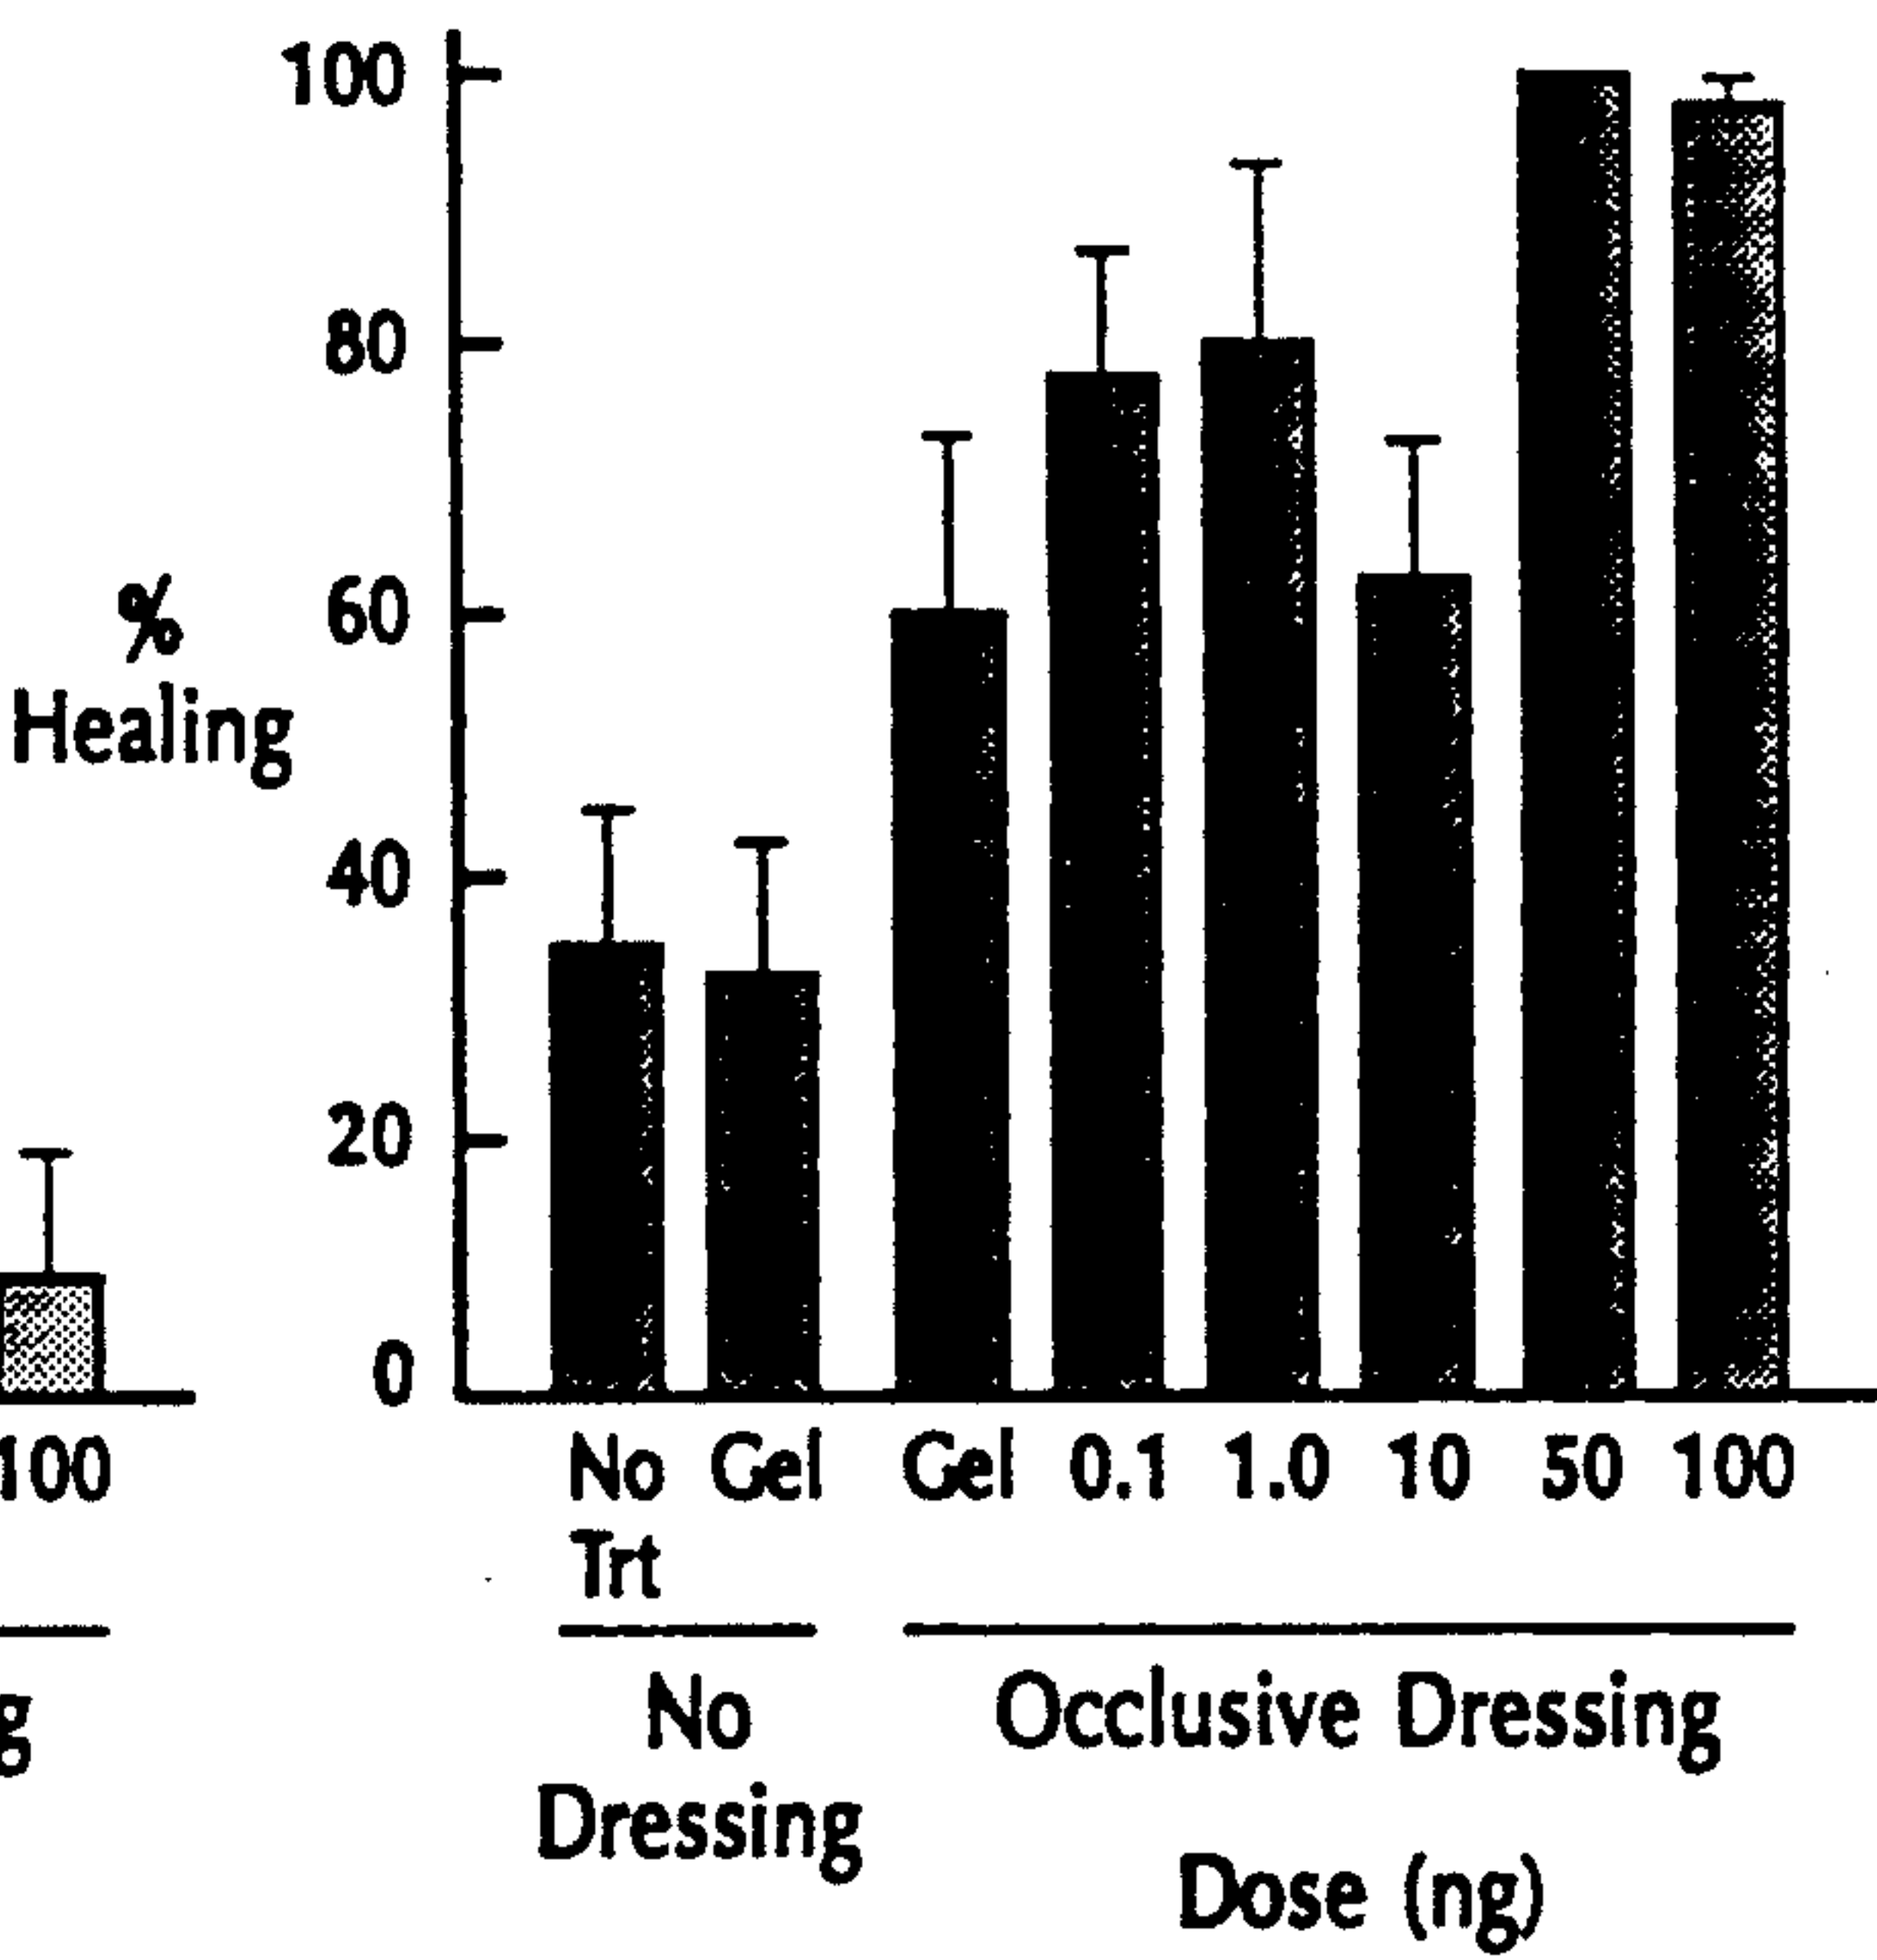 100
80
60
40
20
0
%
Healing
100
g
No Gel Gel 0.1 1.0 10 50 100
Trt
No
Dressing
Occlusive Dressing
Dose (ng)